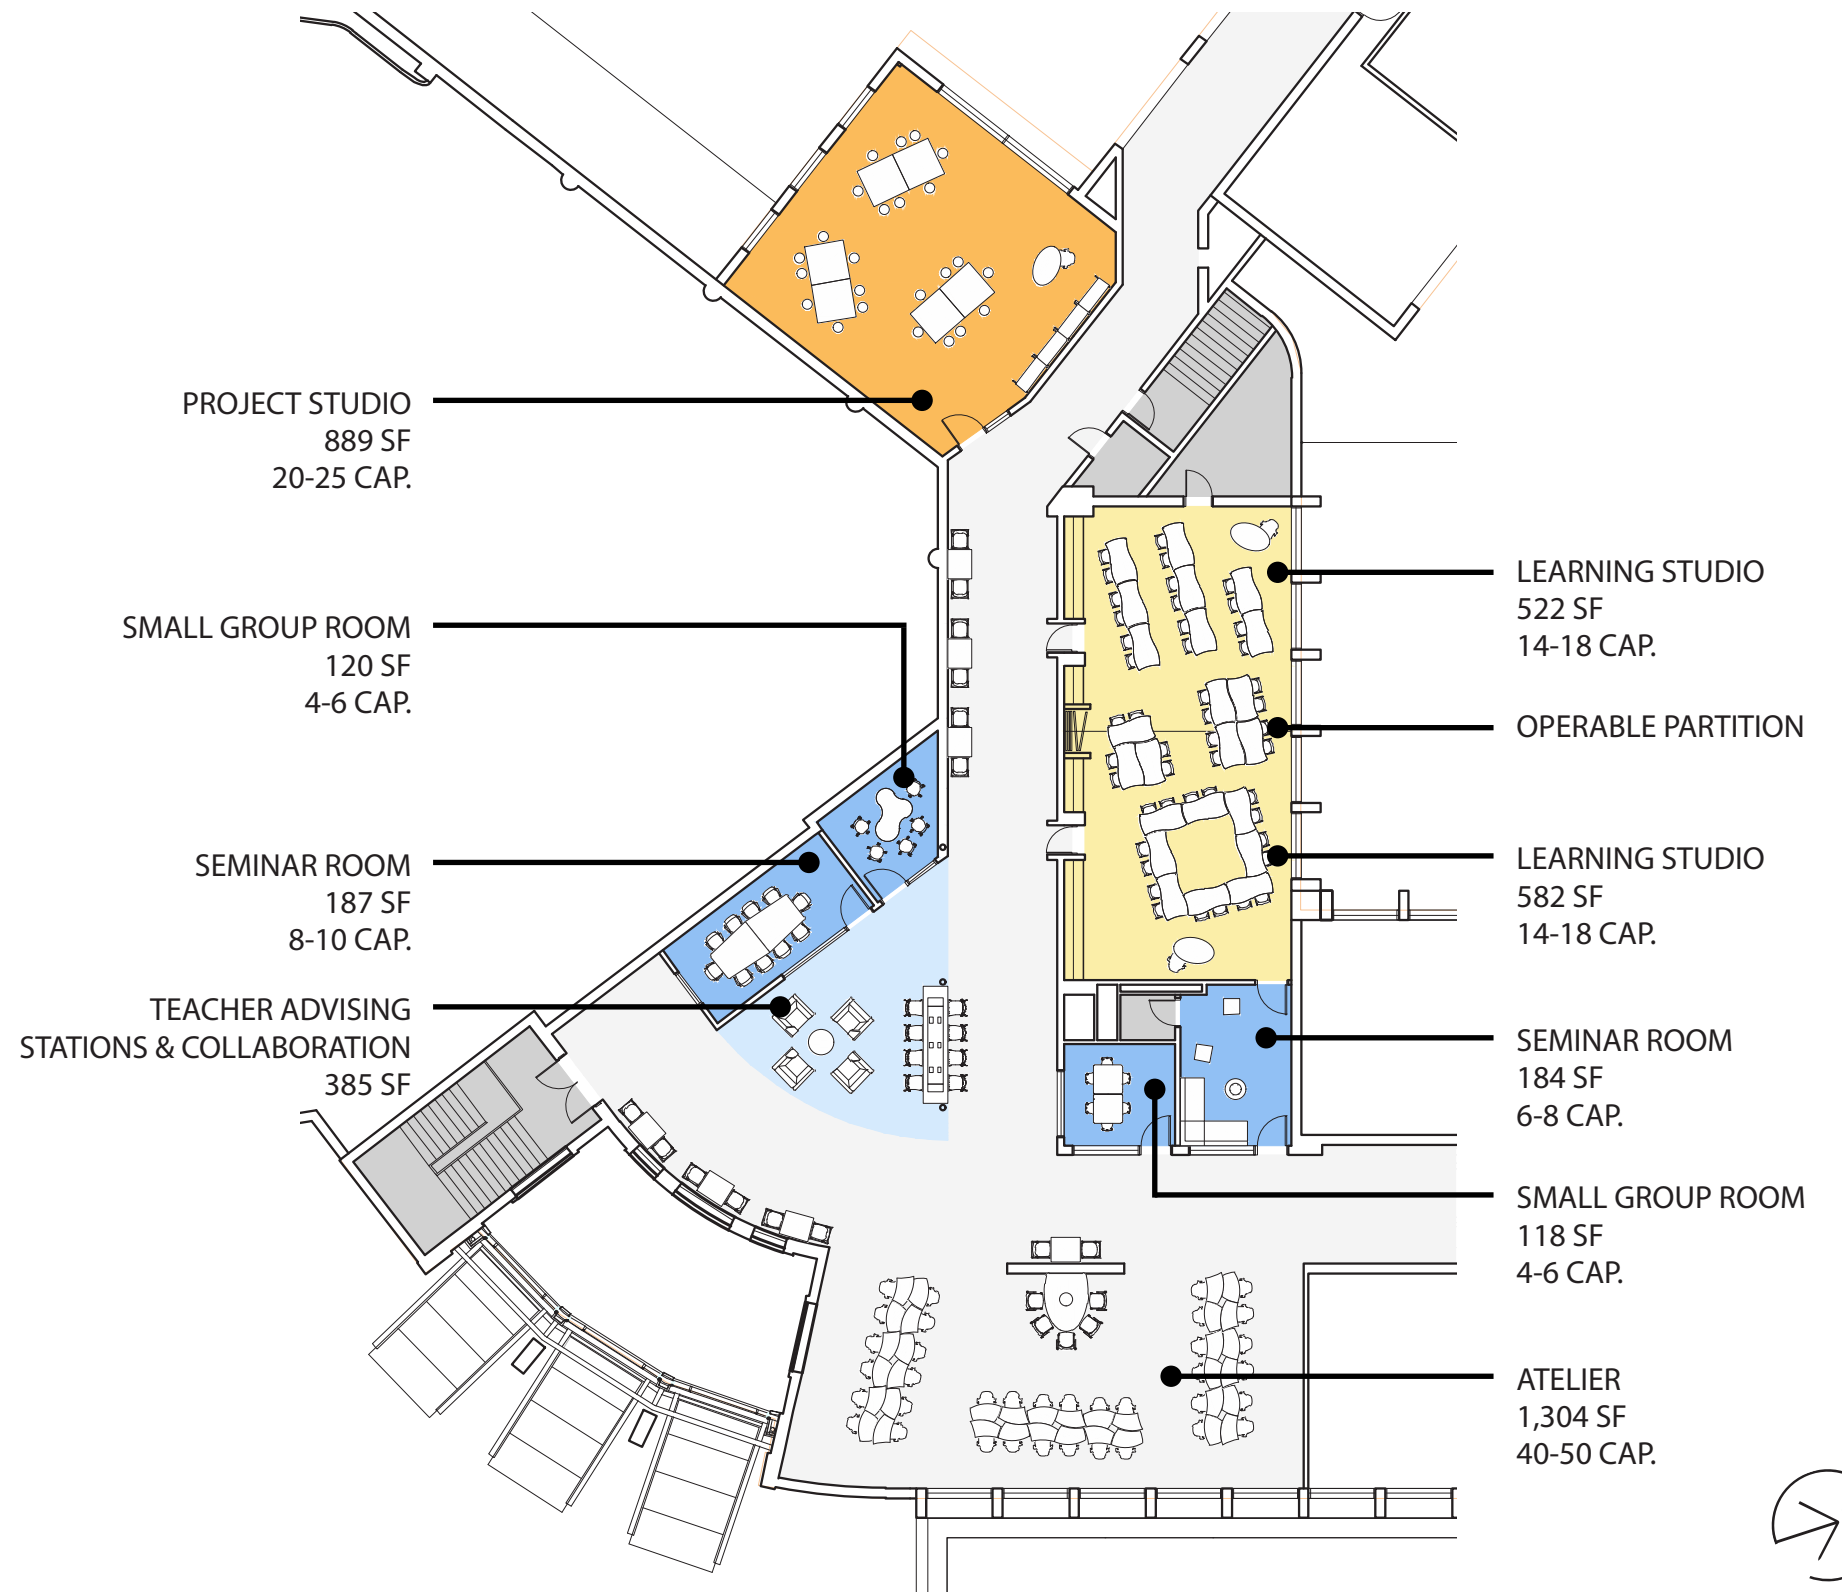 PROJECT STUDIO
889 SF
20-25 CAP.
SMALL GROUP ROOM
120 SF
4-6 CAP.
SEMINAR ROOM
187 SF
8-10 CAP.
TEACHER ADVISING
STATIONS & COLLABORATION
385 SF
LEARNING STUDIO
522 SF
14-18 CAP.
OPERABLE PARTITION
LEARNING STUDIO
582 SF
14-18 CAP.
SEMINAR ROOM
184 SF
6-8 CAP.
SMALL GROUP ROOM
118 SF
4-6 CAP.
ATELIER
1,304 SF
40-50 CAP.